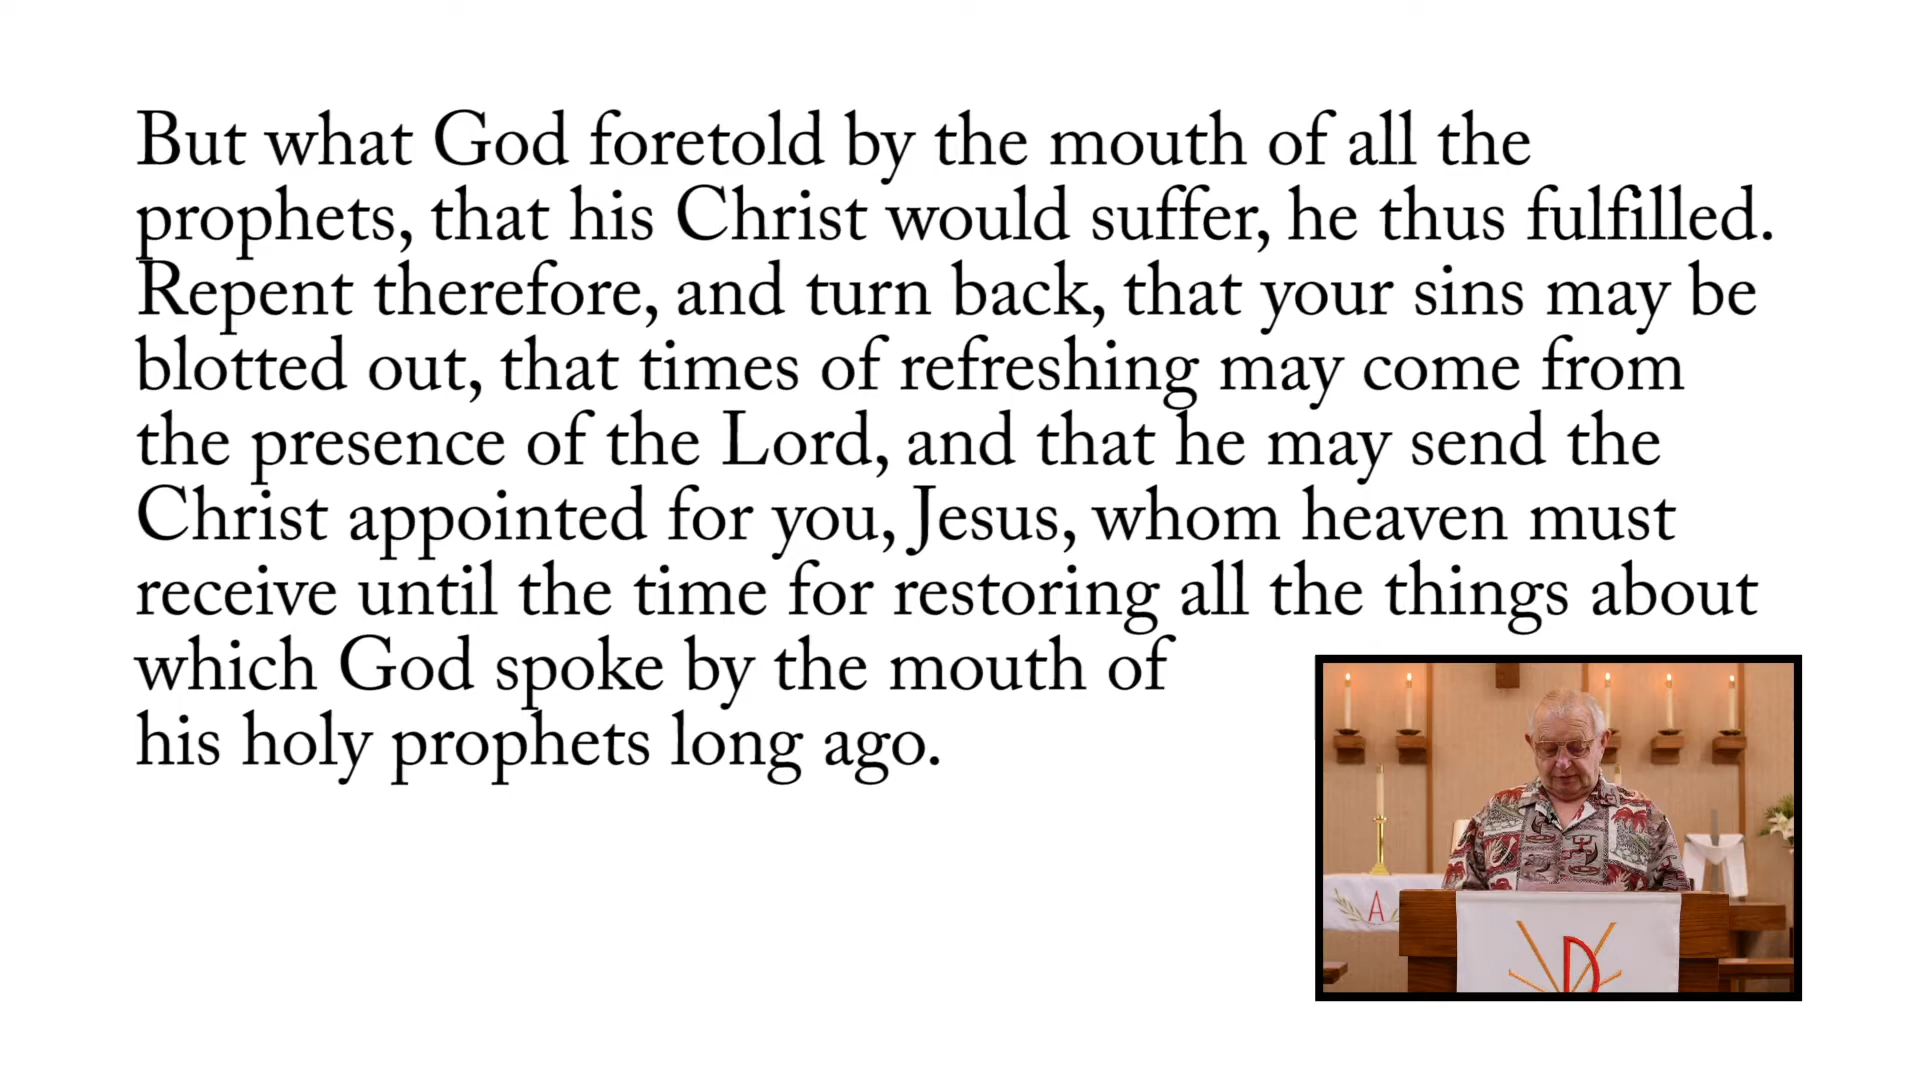 But what God foretold by the mouth of all the
prophets, that his Christ would suffer, he thus fulfilled.
Repent therefore, and turn back, that your sins may be
blotted out, that times of refreshing may come from
the presence of the Lord, and that he may send the
Christ appointed for you, Jesus, whom heaven must
receive until the time for restoring all the things about
which God spoke by the mouth of
his holy prophets long ago.
A